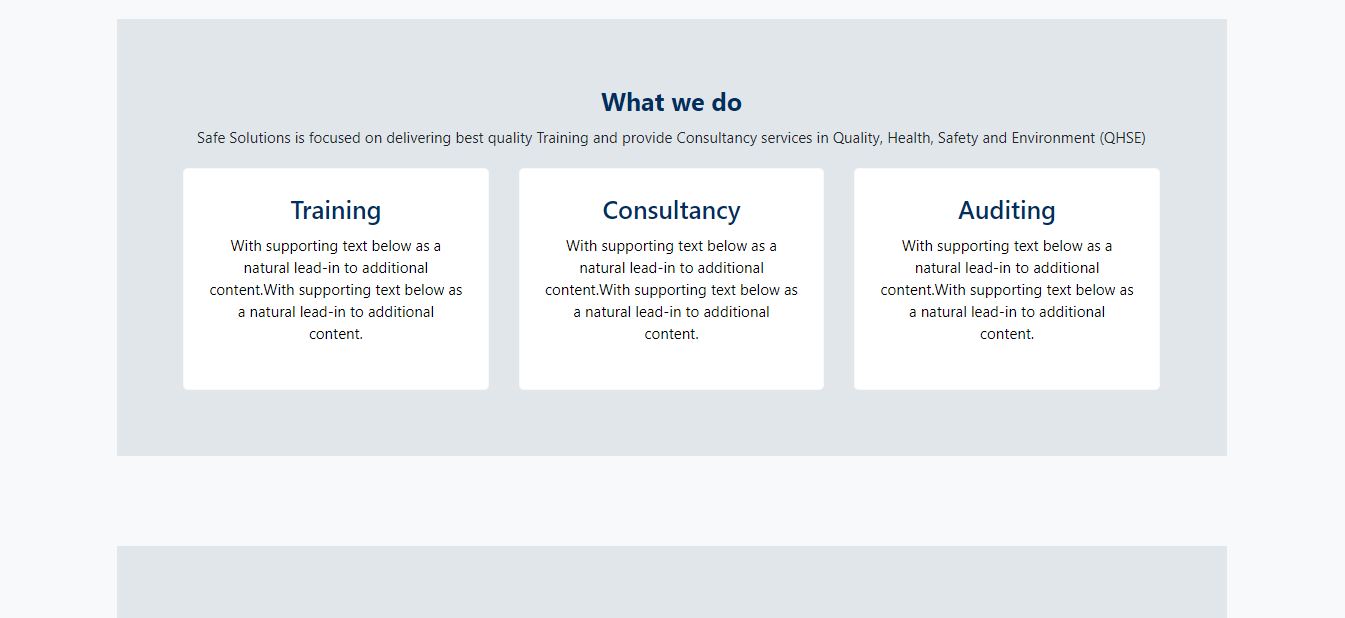 What we do
Safe Solutions is focused on delivering best quality Training and provide Consultancy services in Quality, Health, Safety and Environment (QHSE)
Training
With supporting text below as a
natural lead-in to additional
content.With supporting text below as
a natural lead-in to additional
content.
Consultancy
With supporting text below as a
natural lead-in to additional
content.With supporting text below as
a natural lead-in to additional
content.
Auditing
With supporting text below as a
natural lead-in to additional
content.With supporting text below as
a natural lead-in to additional
content.